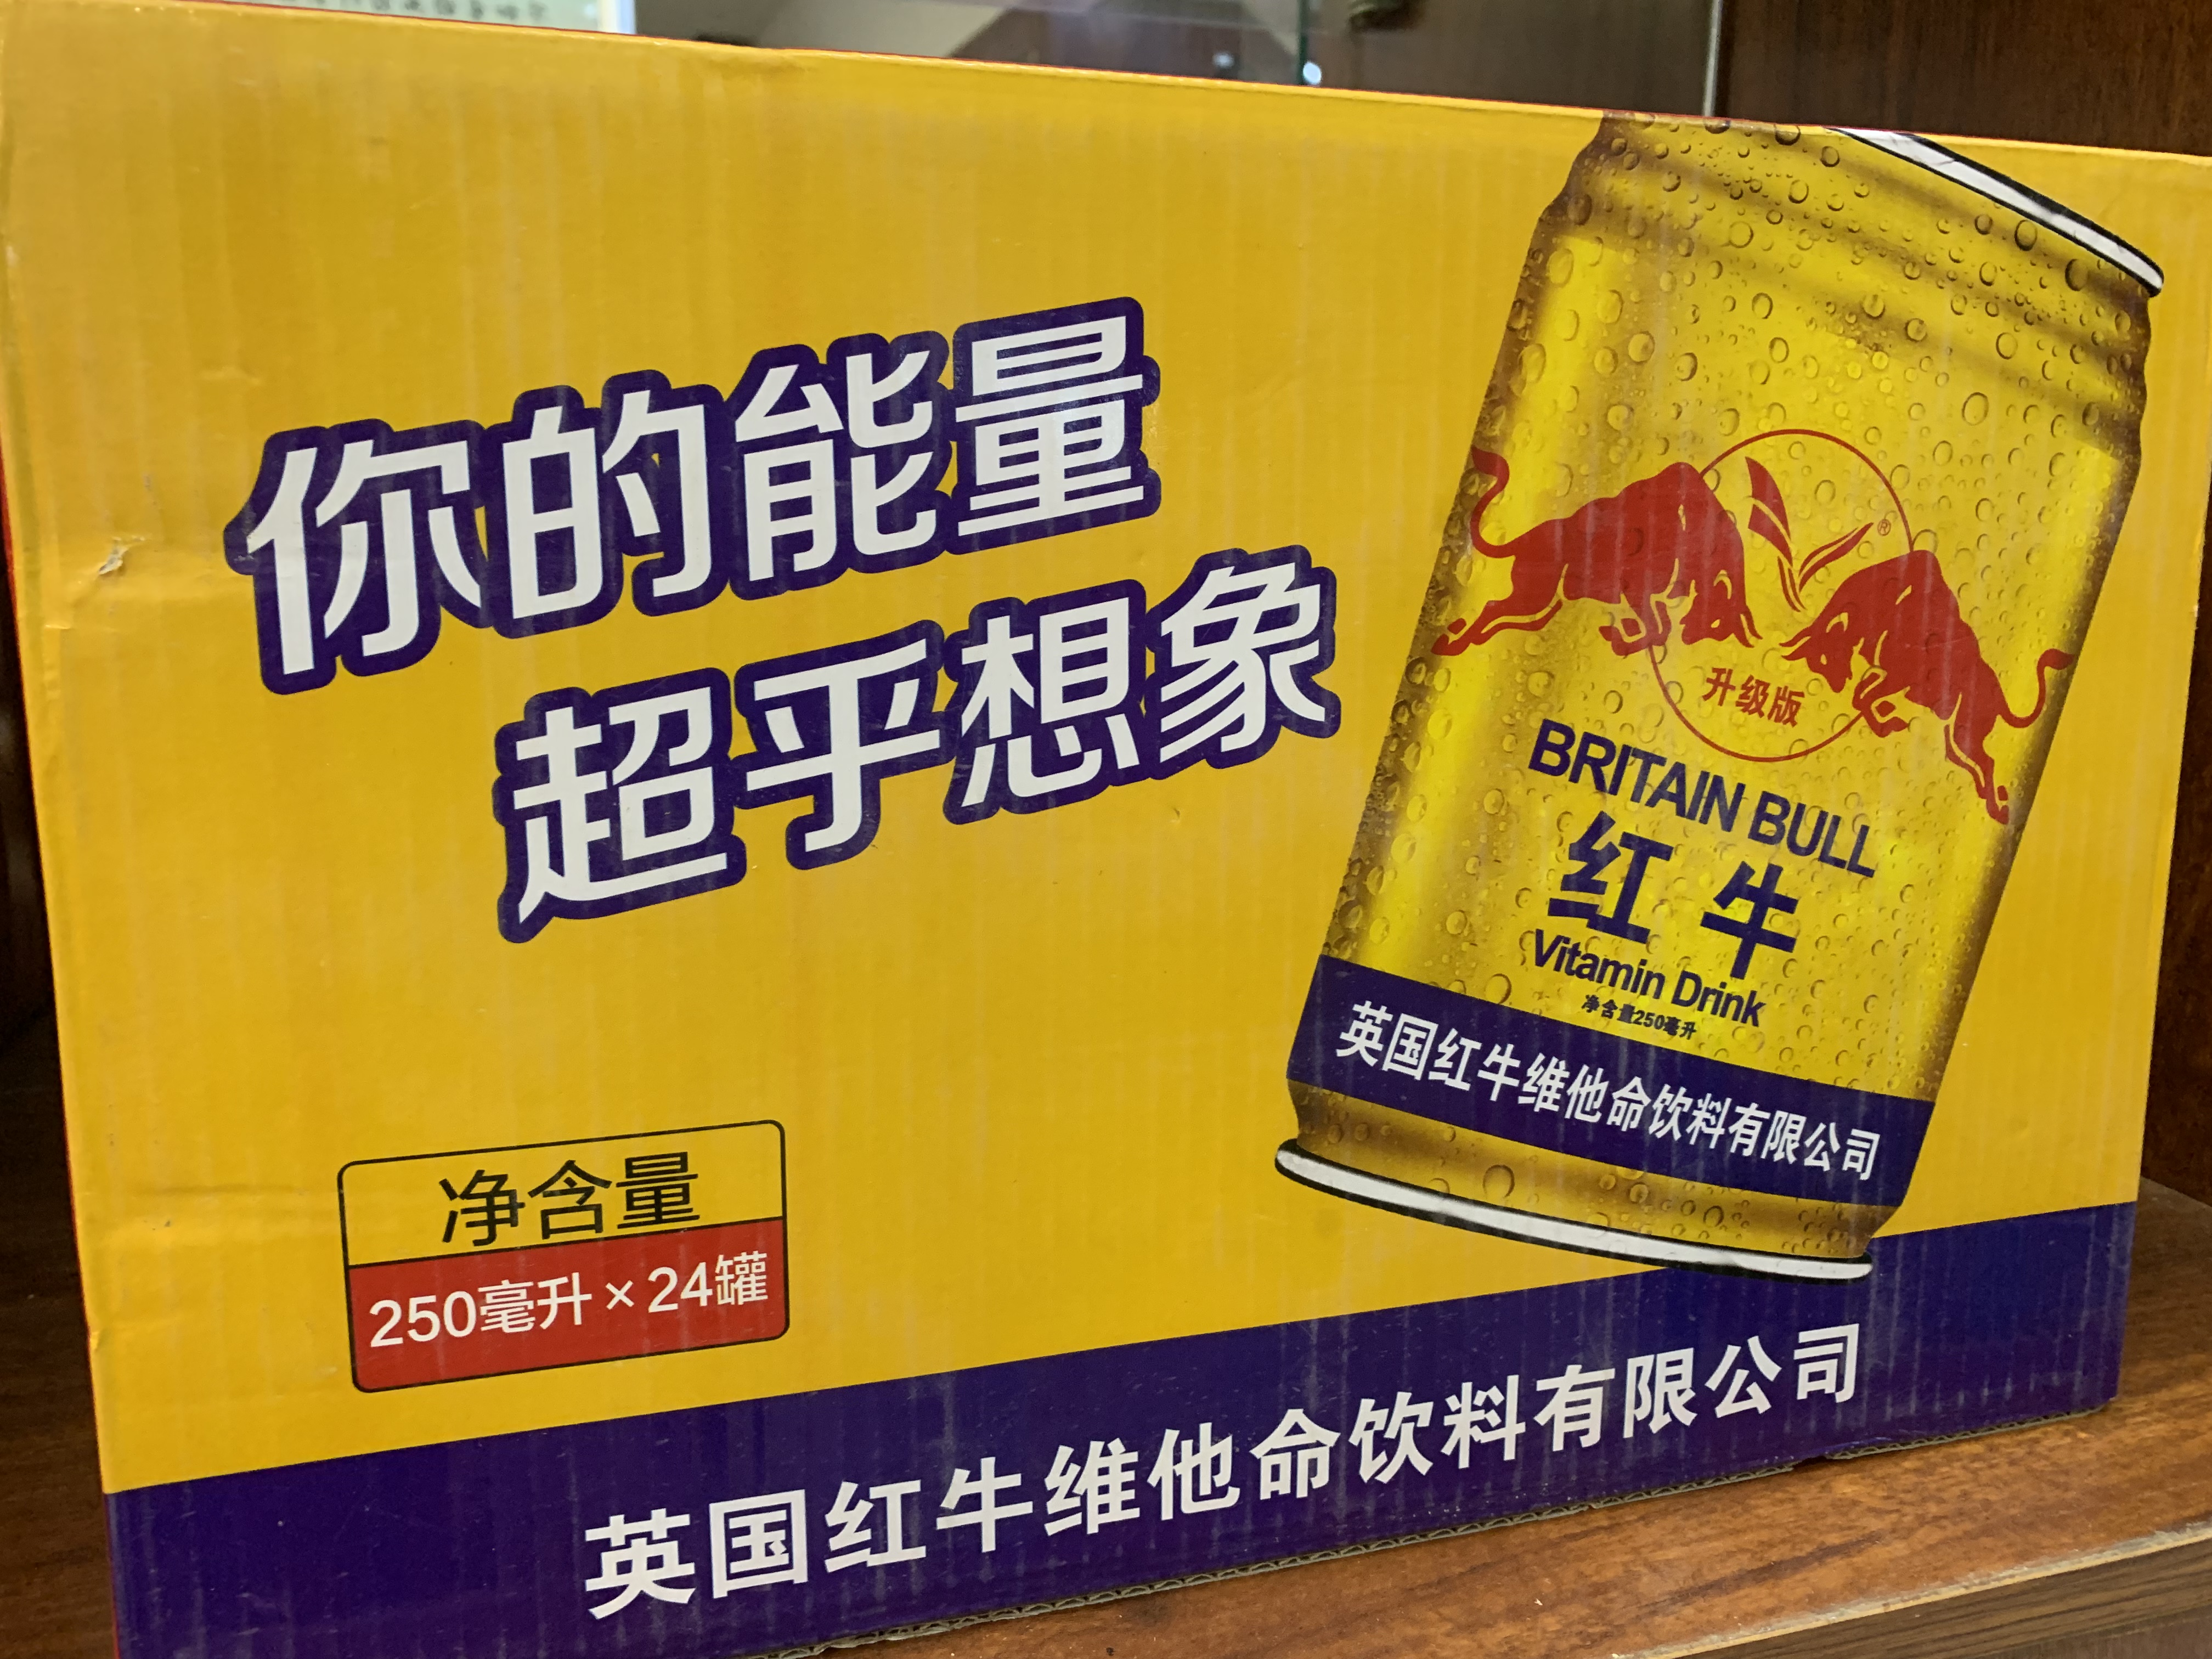 你的能量
超乎想象
升级版
BRITAIN BULL
红牛
Vitamin Drink
净含量250毫升
英国红牛维他命饮料有限公司
净含量
250毫升×24罐
英国红牛维他命饮料有限公司
®